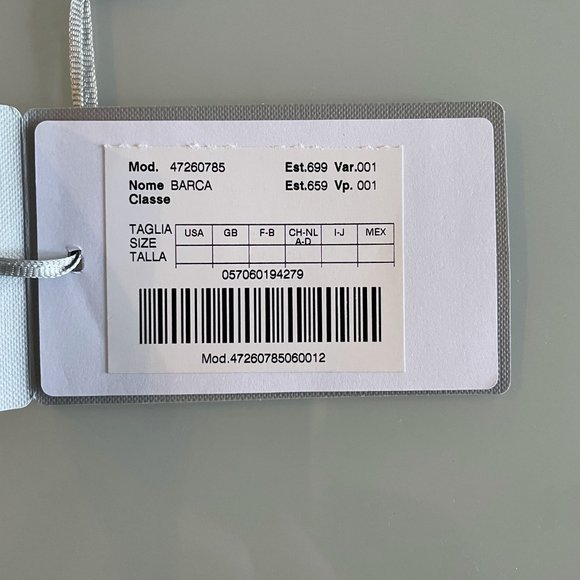 Mod. 47260785 Est.699 Var.001
Nome BARCA Est.659 Vp. 001
Classe
TAGLIA USA GB F-B CH-NL I-J MEX
SIZE A-D
TALLA
057060194279
Mod.47260785060012